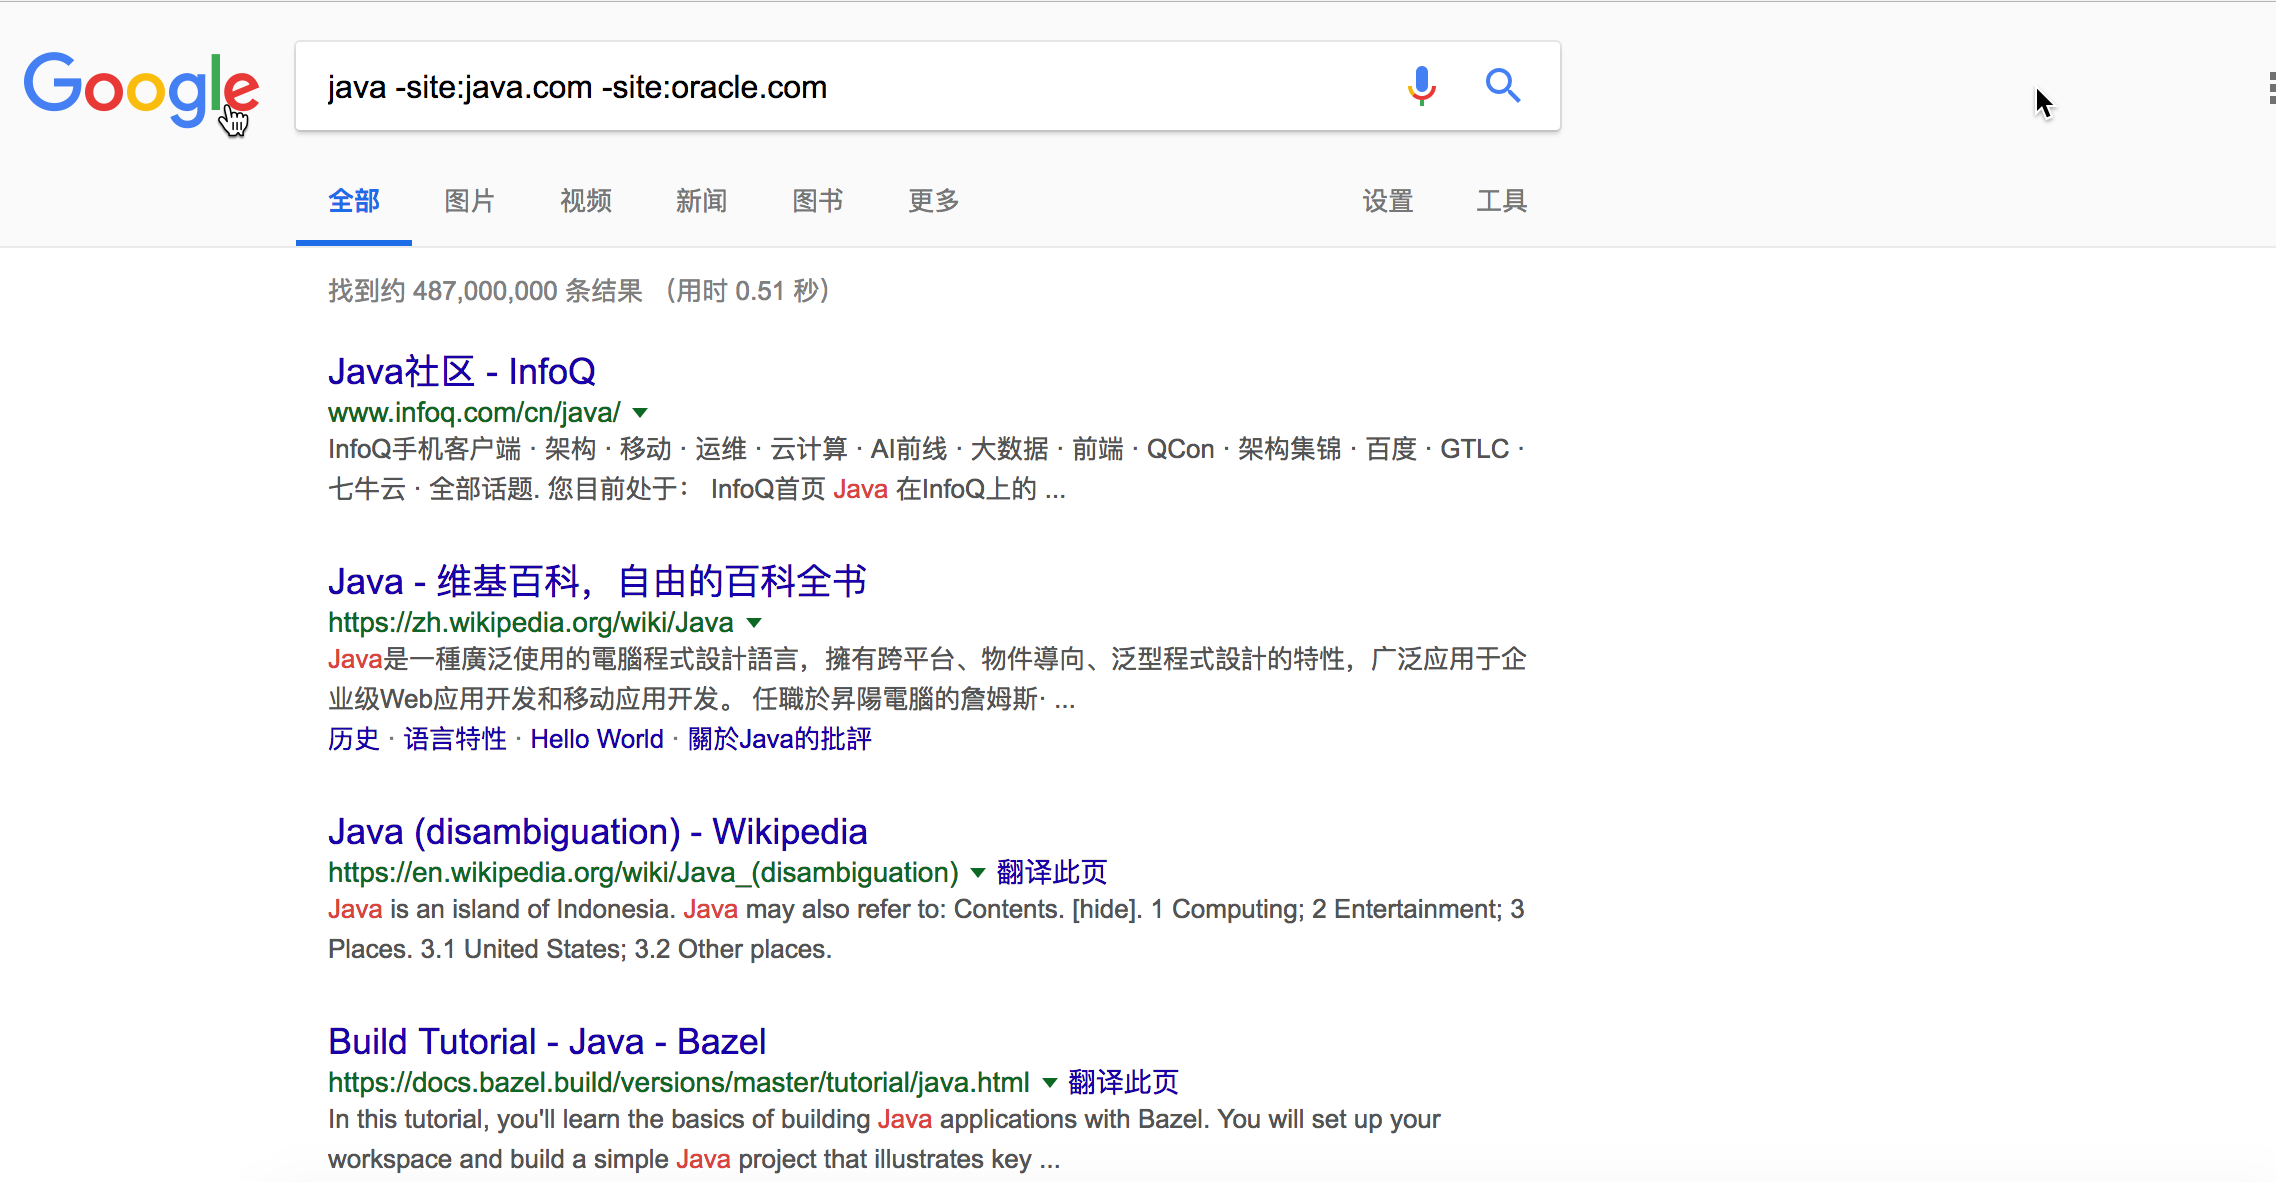 Google
java -site:java.com -site:oracle.com
全部 图片 视频 新闻 图书 更多 设置 工具
找到约 487,000,000 条结果 （用时 0.51 秒）
Java社区 - InfoQ
www.infoq.com/cn/java/
InfoQ手机客户端 · 架构 · 移动 · 运维 · 云计算 · AI前线 · 大数据 · 前端 · QCon · 架构集锦 · 百度 · GTLC ·
七牛云 · 全部话题. 您目前处于： InfoQ首页 Java 在InfoQ上的 ...
Java - 维基百科，自由的百科全书
https://zh.wikipedia.org/wiki/Java
Java是一種廣泛使用的電腦程式設計語言，擁有跨平台、物件導向、泛型程式設計的特性，广泛应用于企
业级Web应用开发和移动应用开发。 任職於昇陽電腦的詹姆斯· ...
历史 · 语言特性 · Hello World · 關於Java的批評
Java (disambiguation) - Wikipedia
https://en.wikipedia.org/wiki/Java_(disambiguation) 翻译此页
Java is an island of Indonesia. Java may also refer to: Contents. [hide]. 1 Computing; 2 Entertainment; 3
Places. 3.1 United States; 3.2 Other places.
Build Tutorial - Java - Bazel
https://docs.bazel.build/versions/master/tutorial/java.html 翻译此页
In this tutorial, you'll learn the basics of building Java applications with Bazel. You will set up your
workspace and build a simple Java project that illustrates key ...